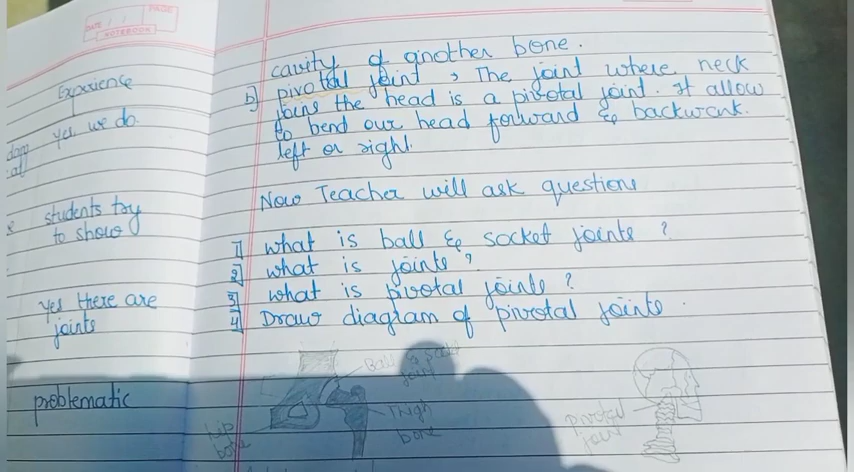 DATE
PAGE
NOTEBOOK
Experience
yes we do.
students try
to show
yes there are
joints
problematic
cavity of another bone.
b) pivotal joint, The joint where neck
joins the head is a pivotal joint. It allow
to bend our head forward & backward.
left or right.
Now Teacher will ask questions
1] what is ball & socket joints ?
2] what is joints ?
3] what is pivotal joints ?
4] Draw diagram of pivotal joints.
Ball & socket
joint
Thigh
bone
hip
bone
Pivotal
joint